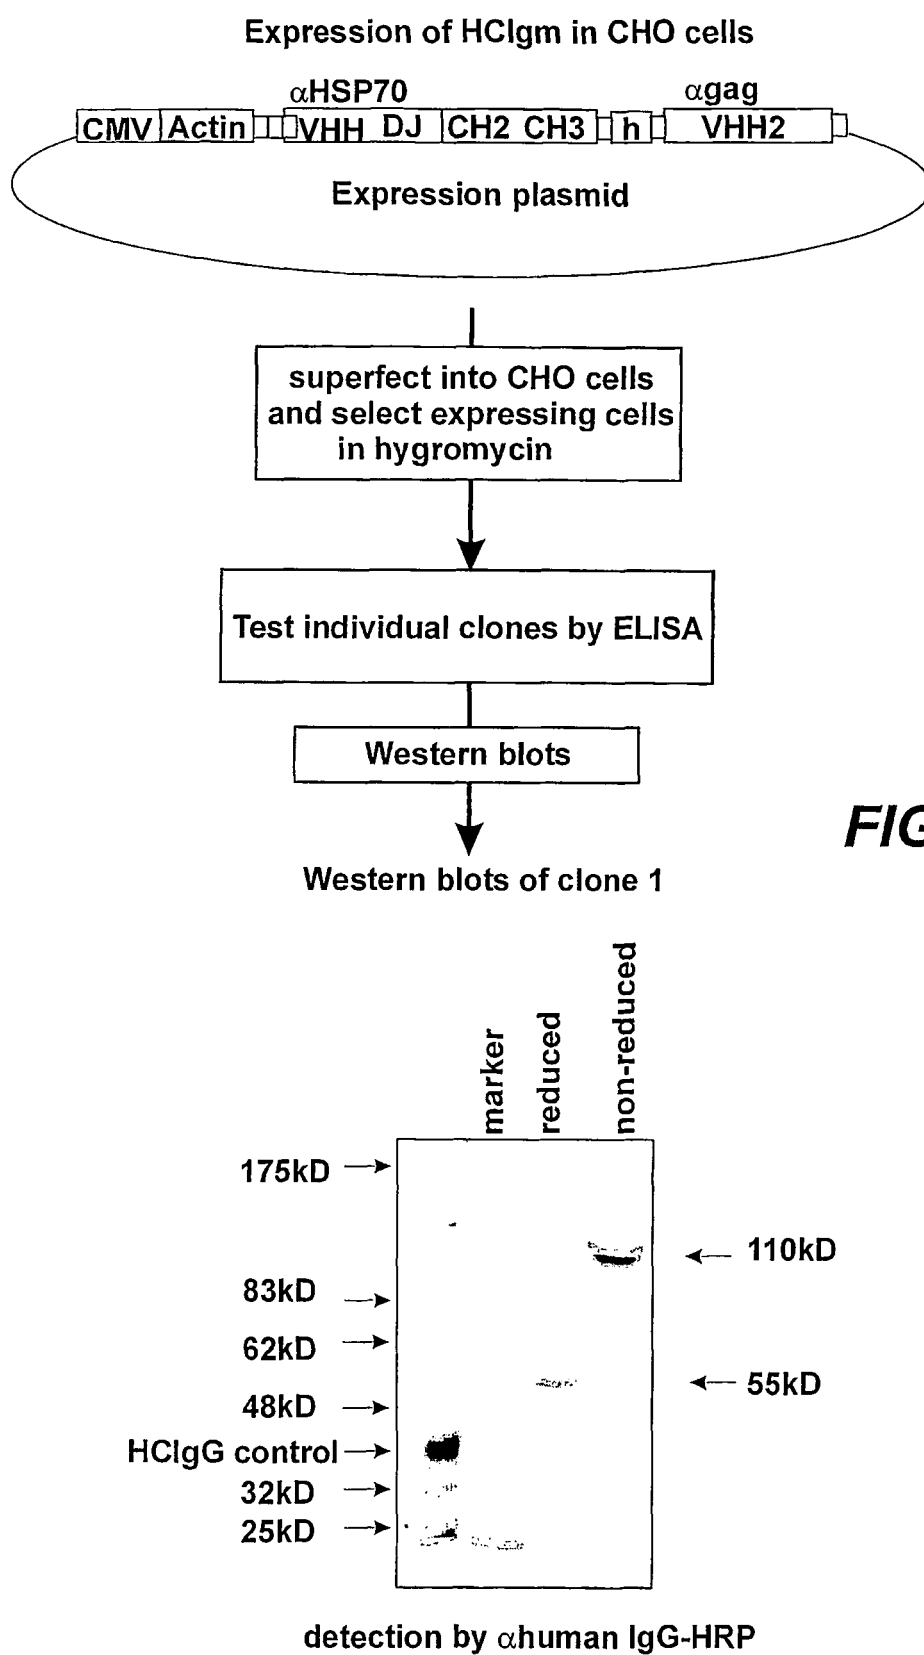 Expression of HCIgm in CHO cells
αHSP70 αgag
CMV Actin VHH DJ CH2 CH3 h VHH2
Expression plasmid
superfect into CHO cells
and select expressing cells
in hygromycin
Test individual clones by ELISA
Western blots
FIG
Western blots of clone 1
marker
reduced
non-reduced
175kD
110kD
83kD
62kD
55kD
48kD
HCIgG control
32kD
25kD
detection by αhuman IgG-HRP